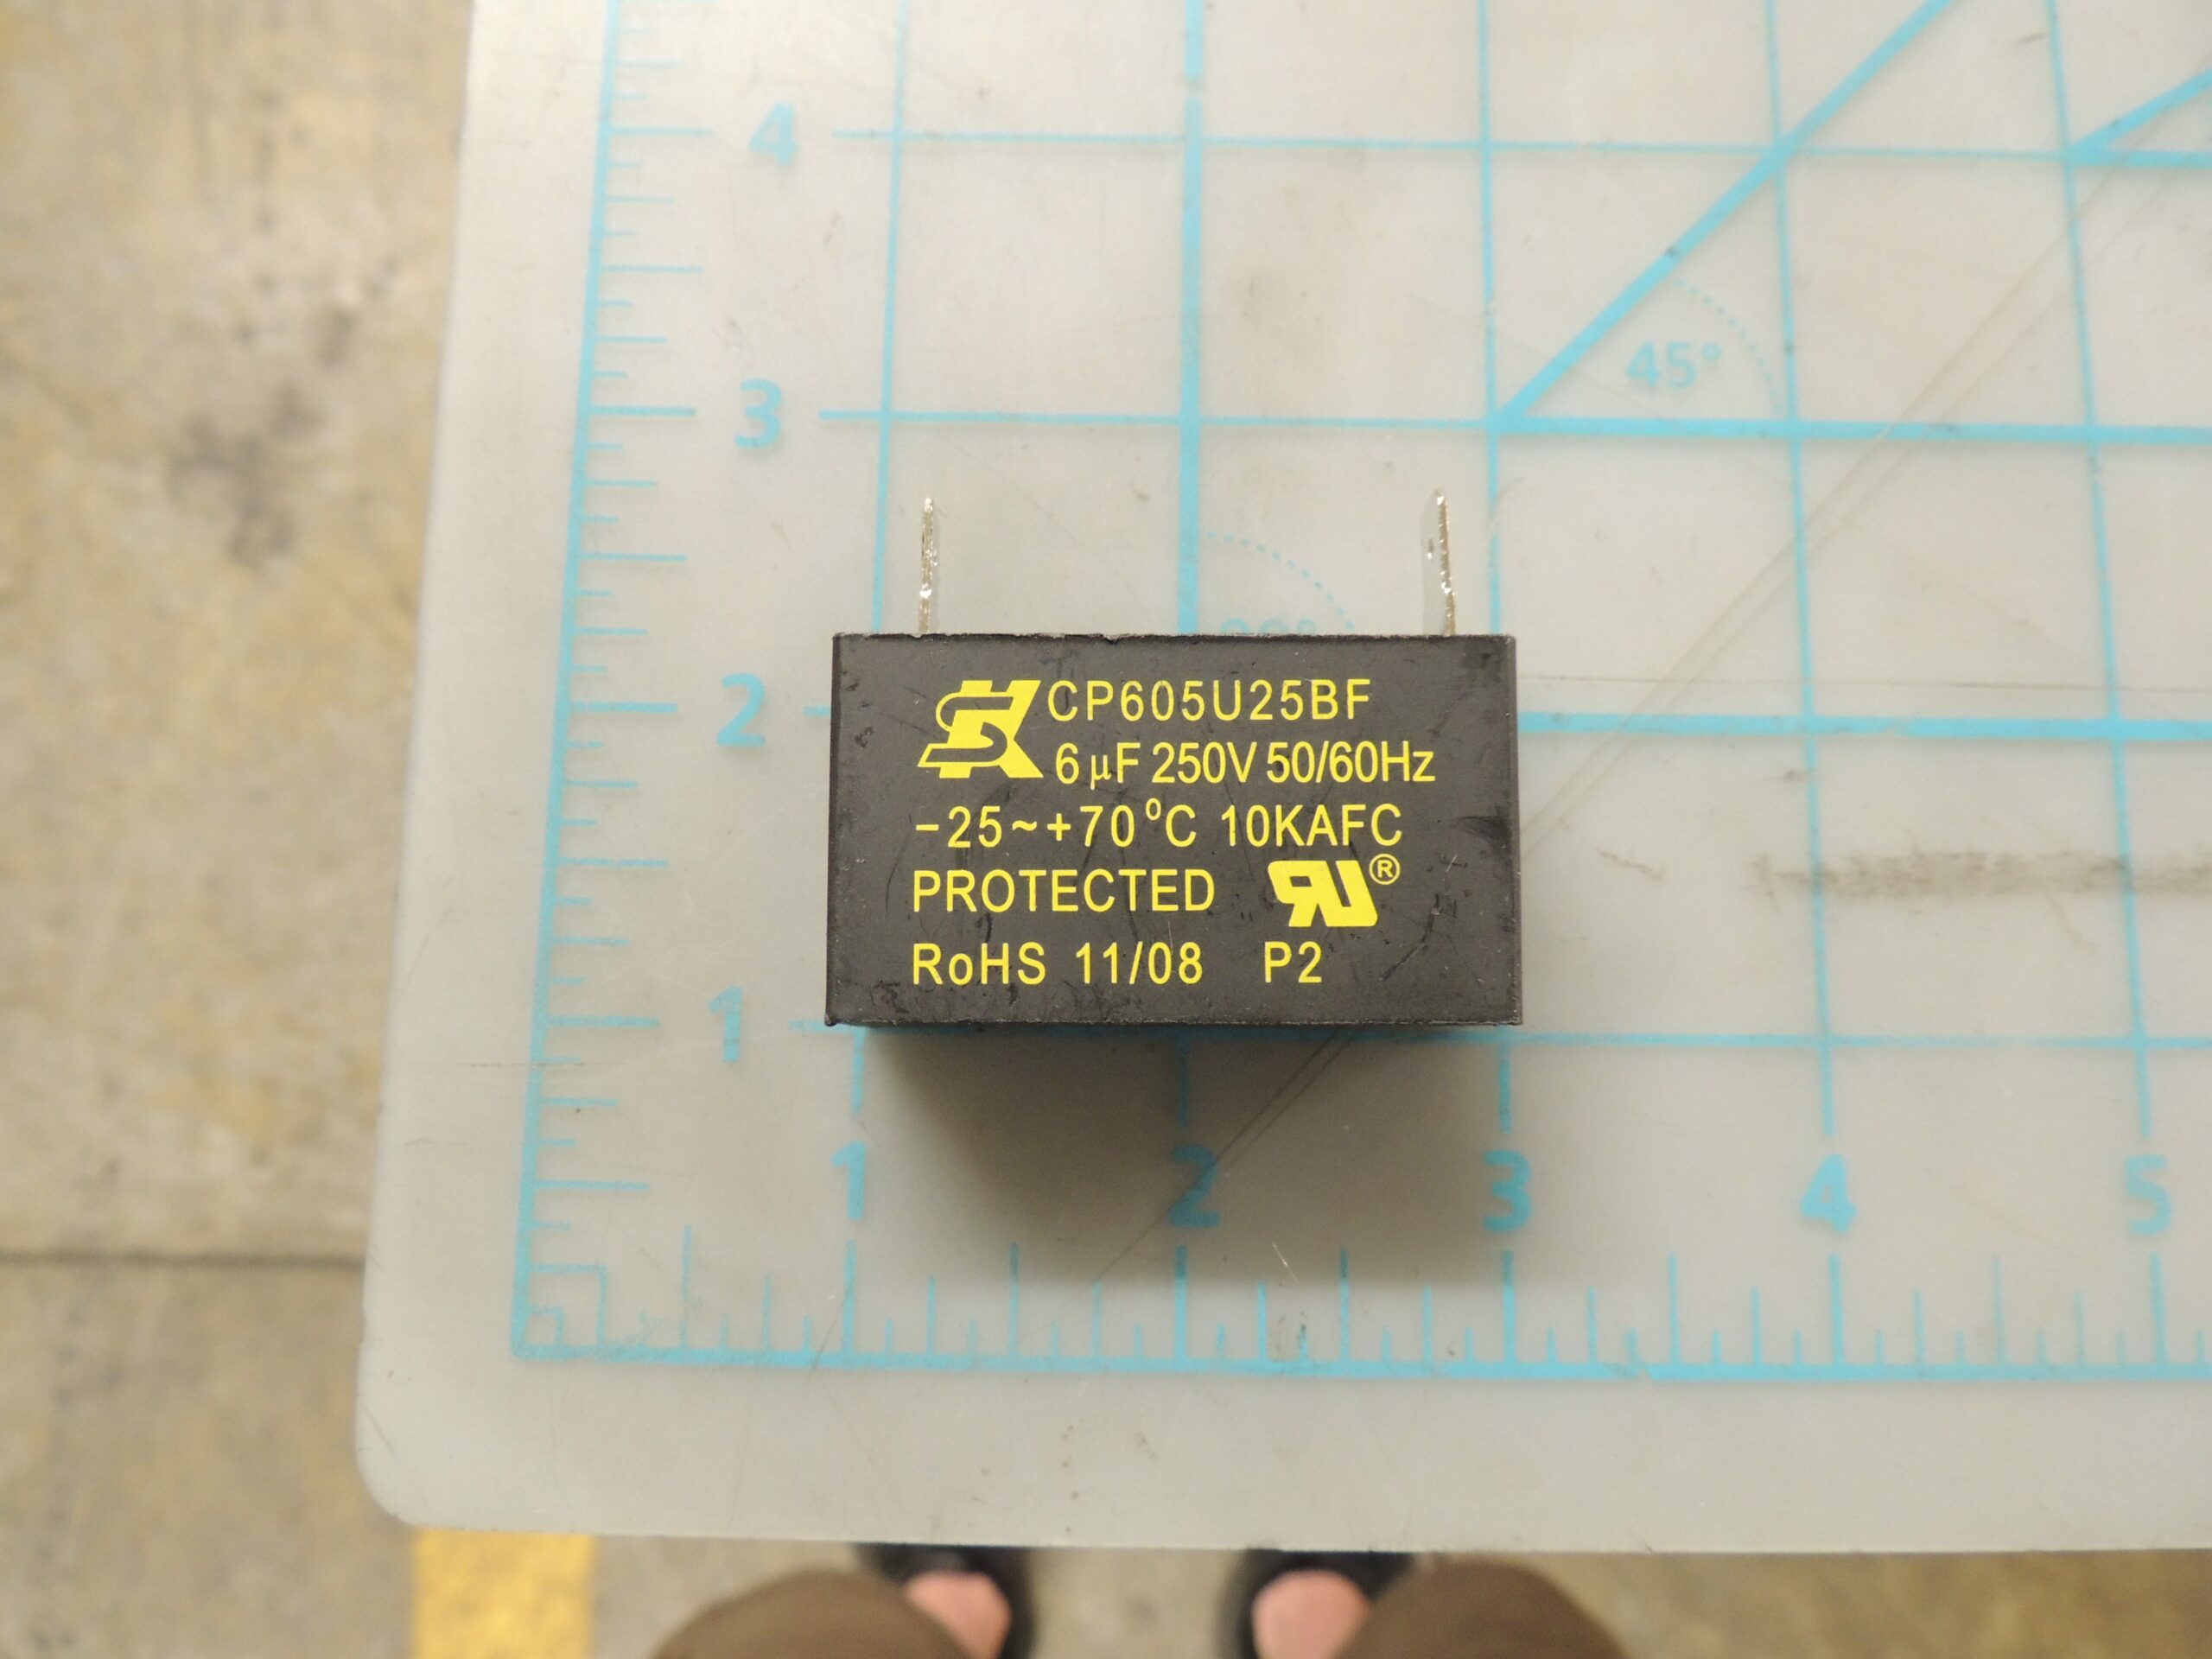 4
3
45°
2
CP605U25BF
6µF 250V 50/60Hz
-25~+70°C 10KAFC
PROTECTED RU®
RoHS 11/08 P2
1
1 2 3 4 5